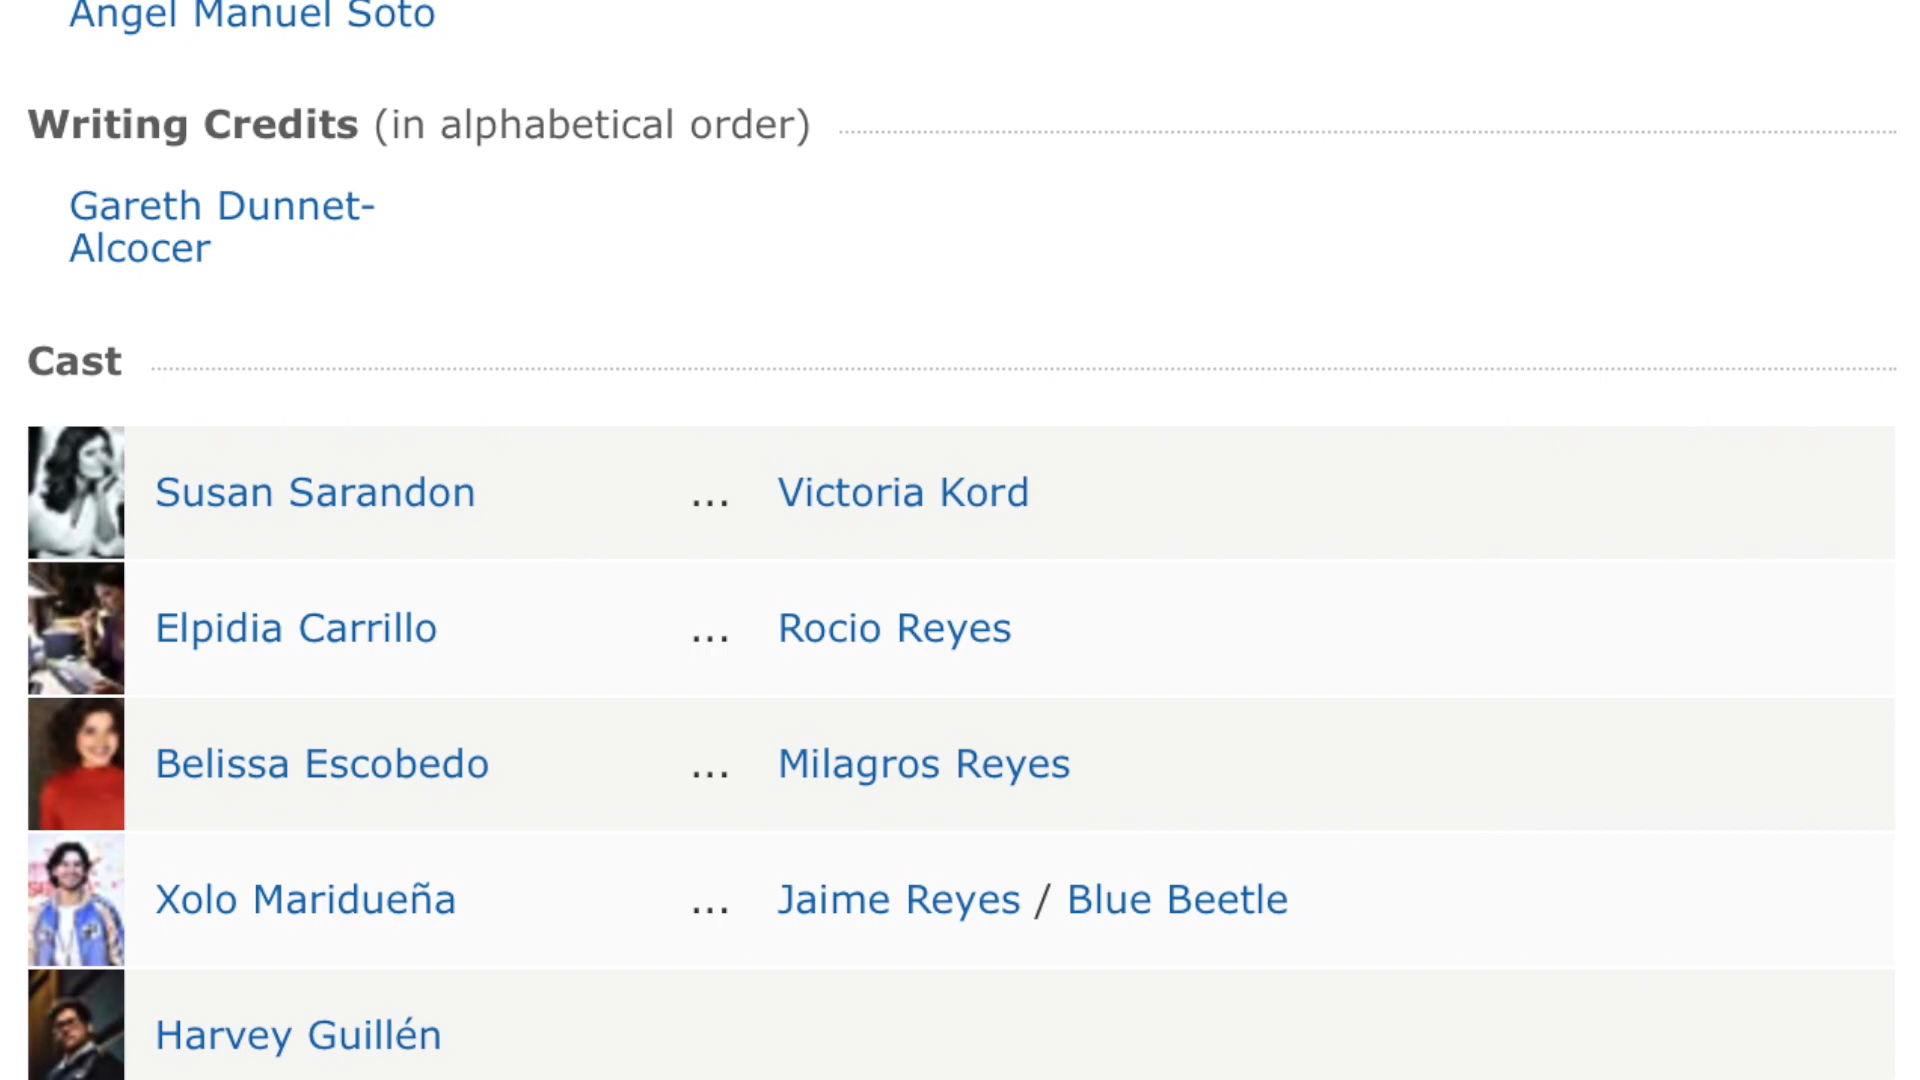 Angel Manuel Soto
Writing Credits (in alphabetical order)
Gareth Dunnet-
Alcocer
Cast
Susan Sarandon ... Victoria Kord
Elpidia Carrillo ... Rocio Reyes
Belissa Escobedo ... Milagros Reyes
Xolo Maridueña ... Jaime Reyes / Blue Beetle
Harvey Guillén